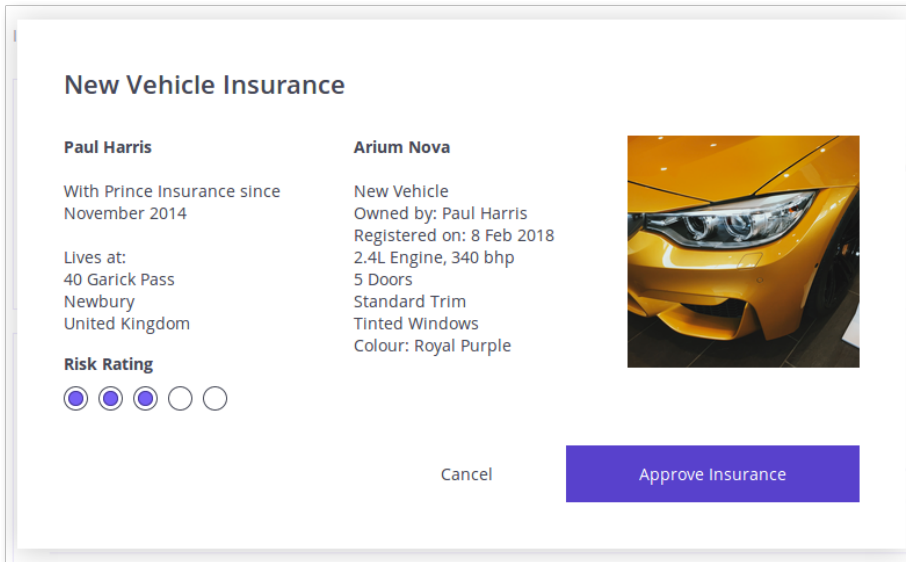 New Vehicle Insurance
Paul Harris
With Prince Insurance since
November 2014
Lives at:
40 Garick Pass
Newbury
United Kingdom
Risk Rating
Arium Nova
New Vehicle
Owned by: Paul Harris
Registered on: 8 Feb 2018
2.4L Engine, 340 bhp
5 Doors
Standard Trim
Tinted Windows
Colour: Royal Purple
Cancel
Approve Insurance